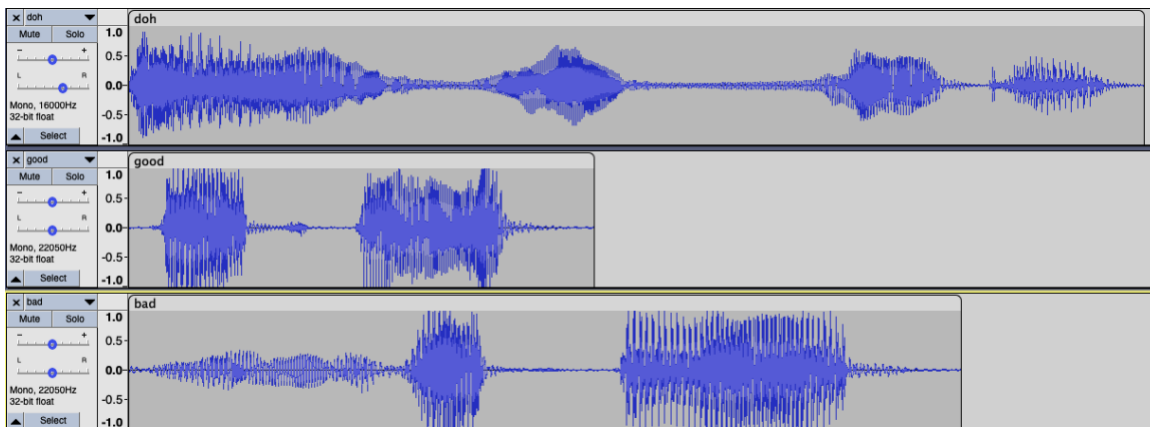 × doh ▼ doh
Mute Solo
- +
L R
Mono, 16000Hz
32-bit float
▲ Select
1.0
0.5-
0.0-
-0.5-
-1.0
× good ▼ good
Mute Solo
- +
L R
Mono, 22050Hz
32-bit float
▲ Select
1.0
0.5-
0.0-
-0.5-
-1.0
× bad ▼ bad
Mute Solo
- +
L R
Mono, 22050Hz
32-bit float
▲ Select
1.0
0.5-
0.0-
-0.5-
-1.0